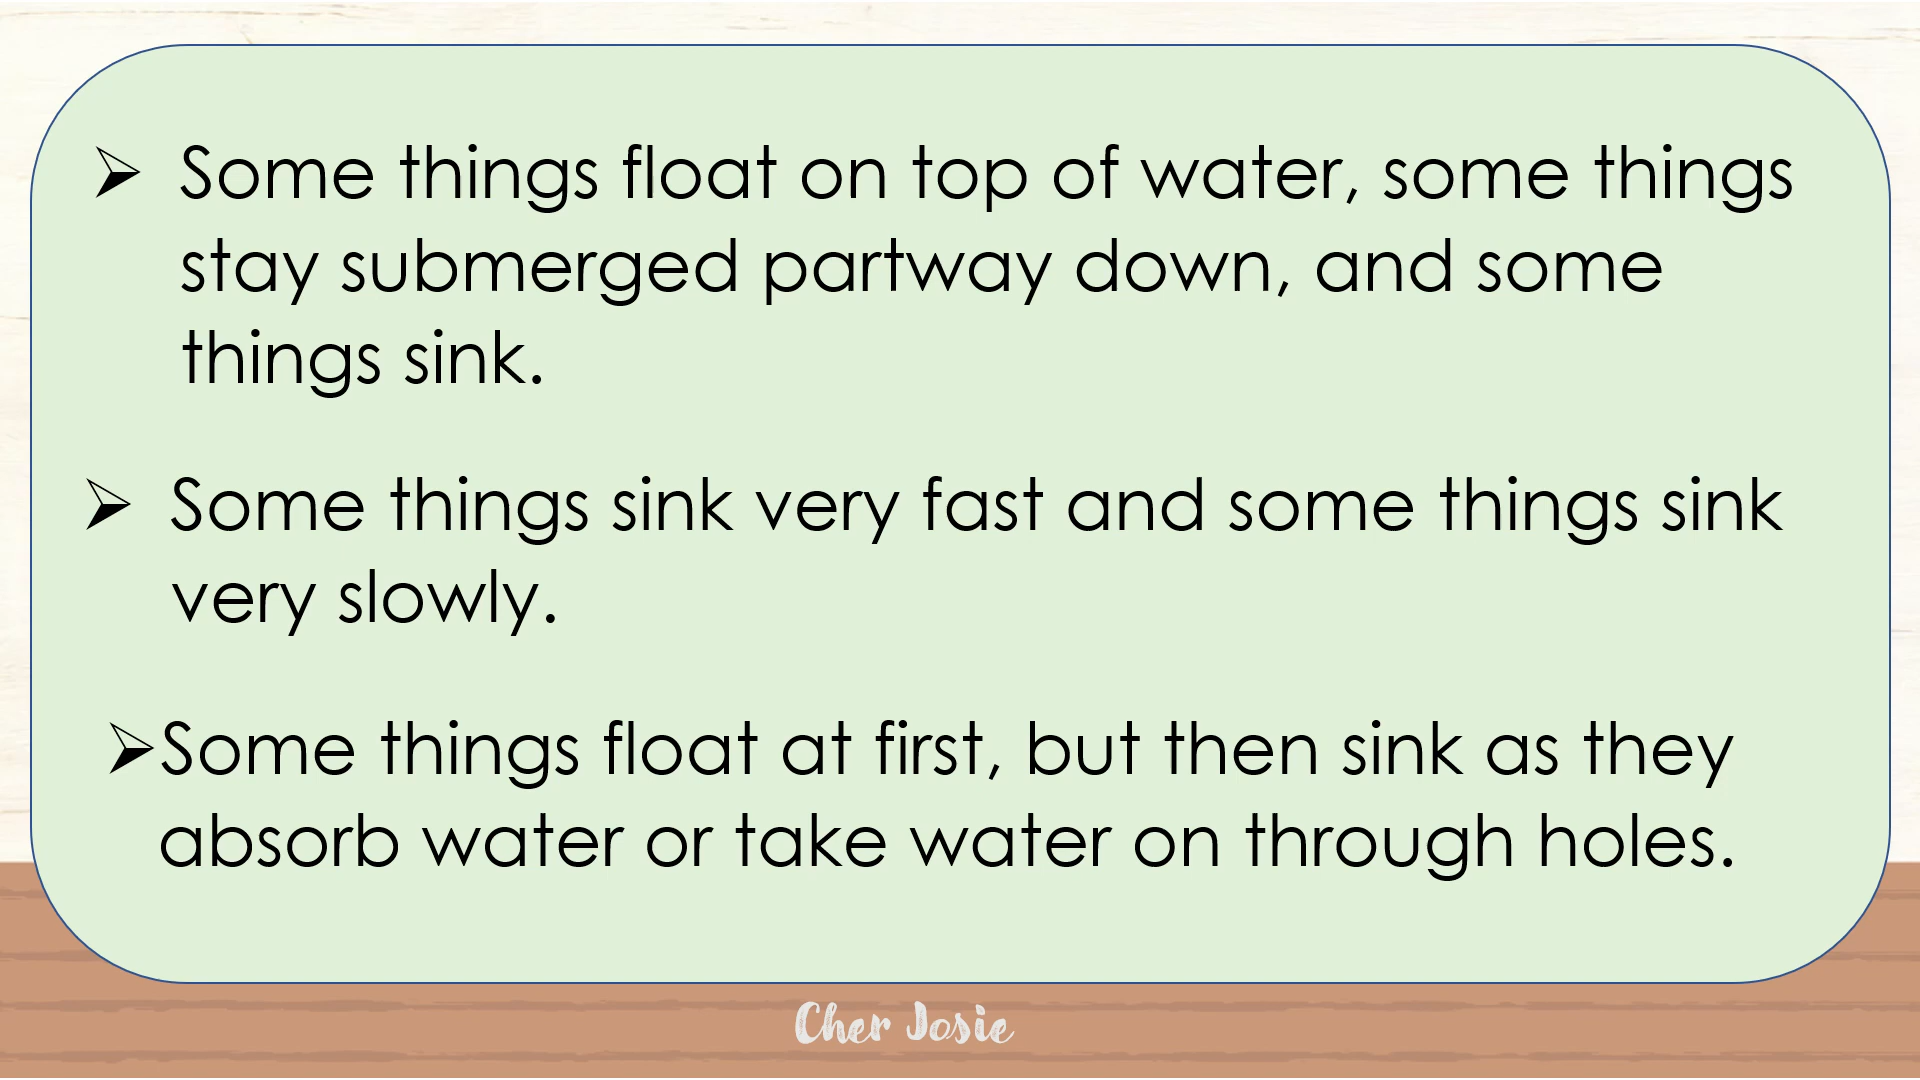 ➢ Some things float on top of water, some things
stay submerged partway down, and some
things sink.
➢ Some things sink very fast and some things sink
very slowly.
➢Some things float at first, but then sink as they
absorb water or take water on through holes.
Cher Josie